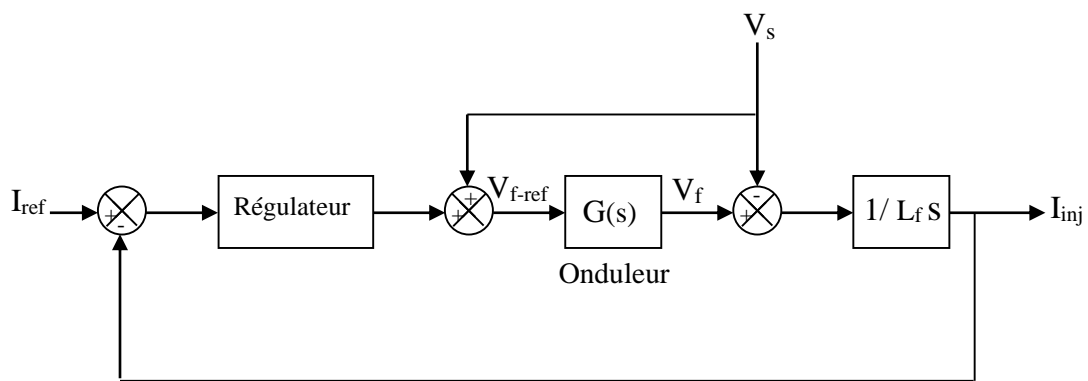 Vs
Iref
+
-
Régulateur
+
+
Vf-ref
G(s)
Onduleur
Vf
-
+
1/ Lf s
Iinj